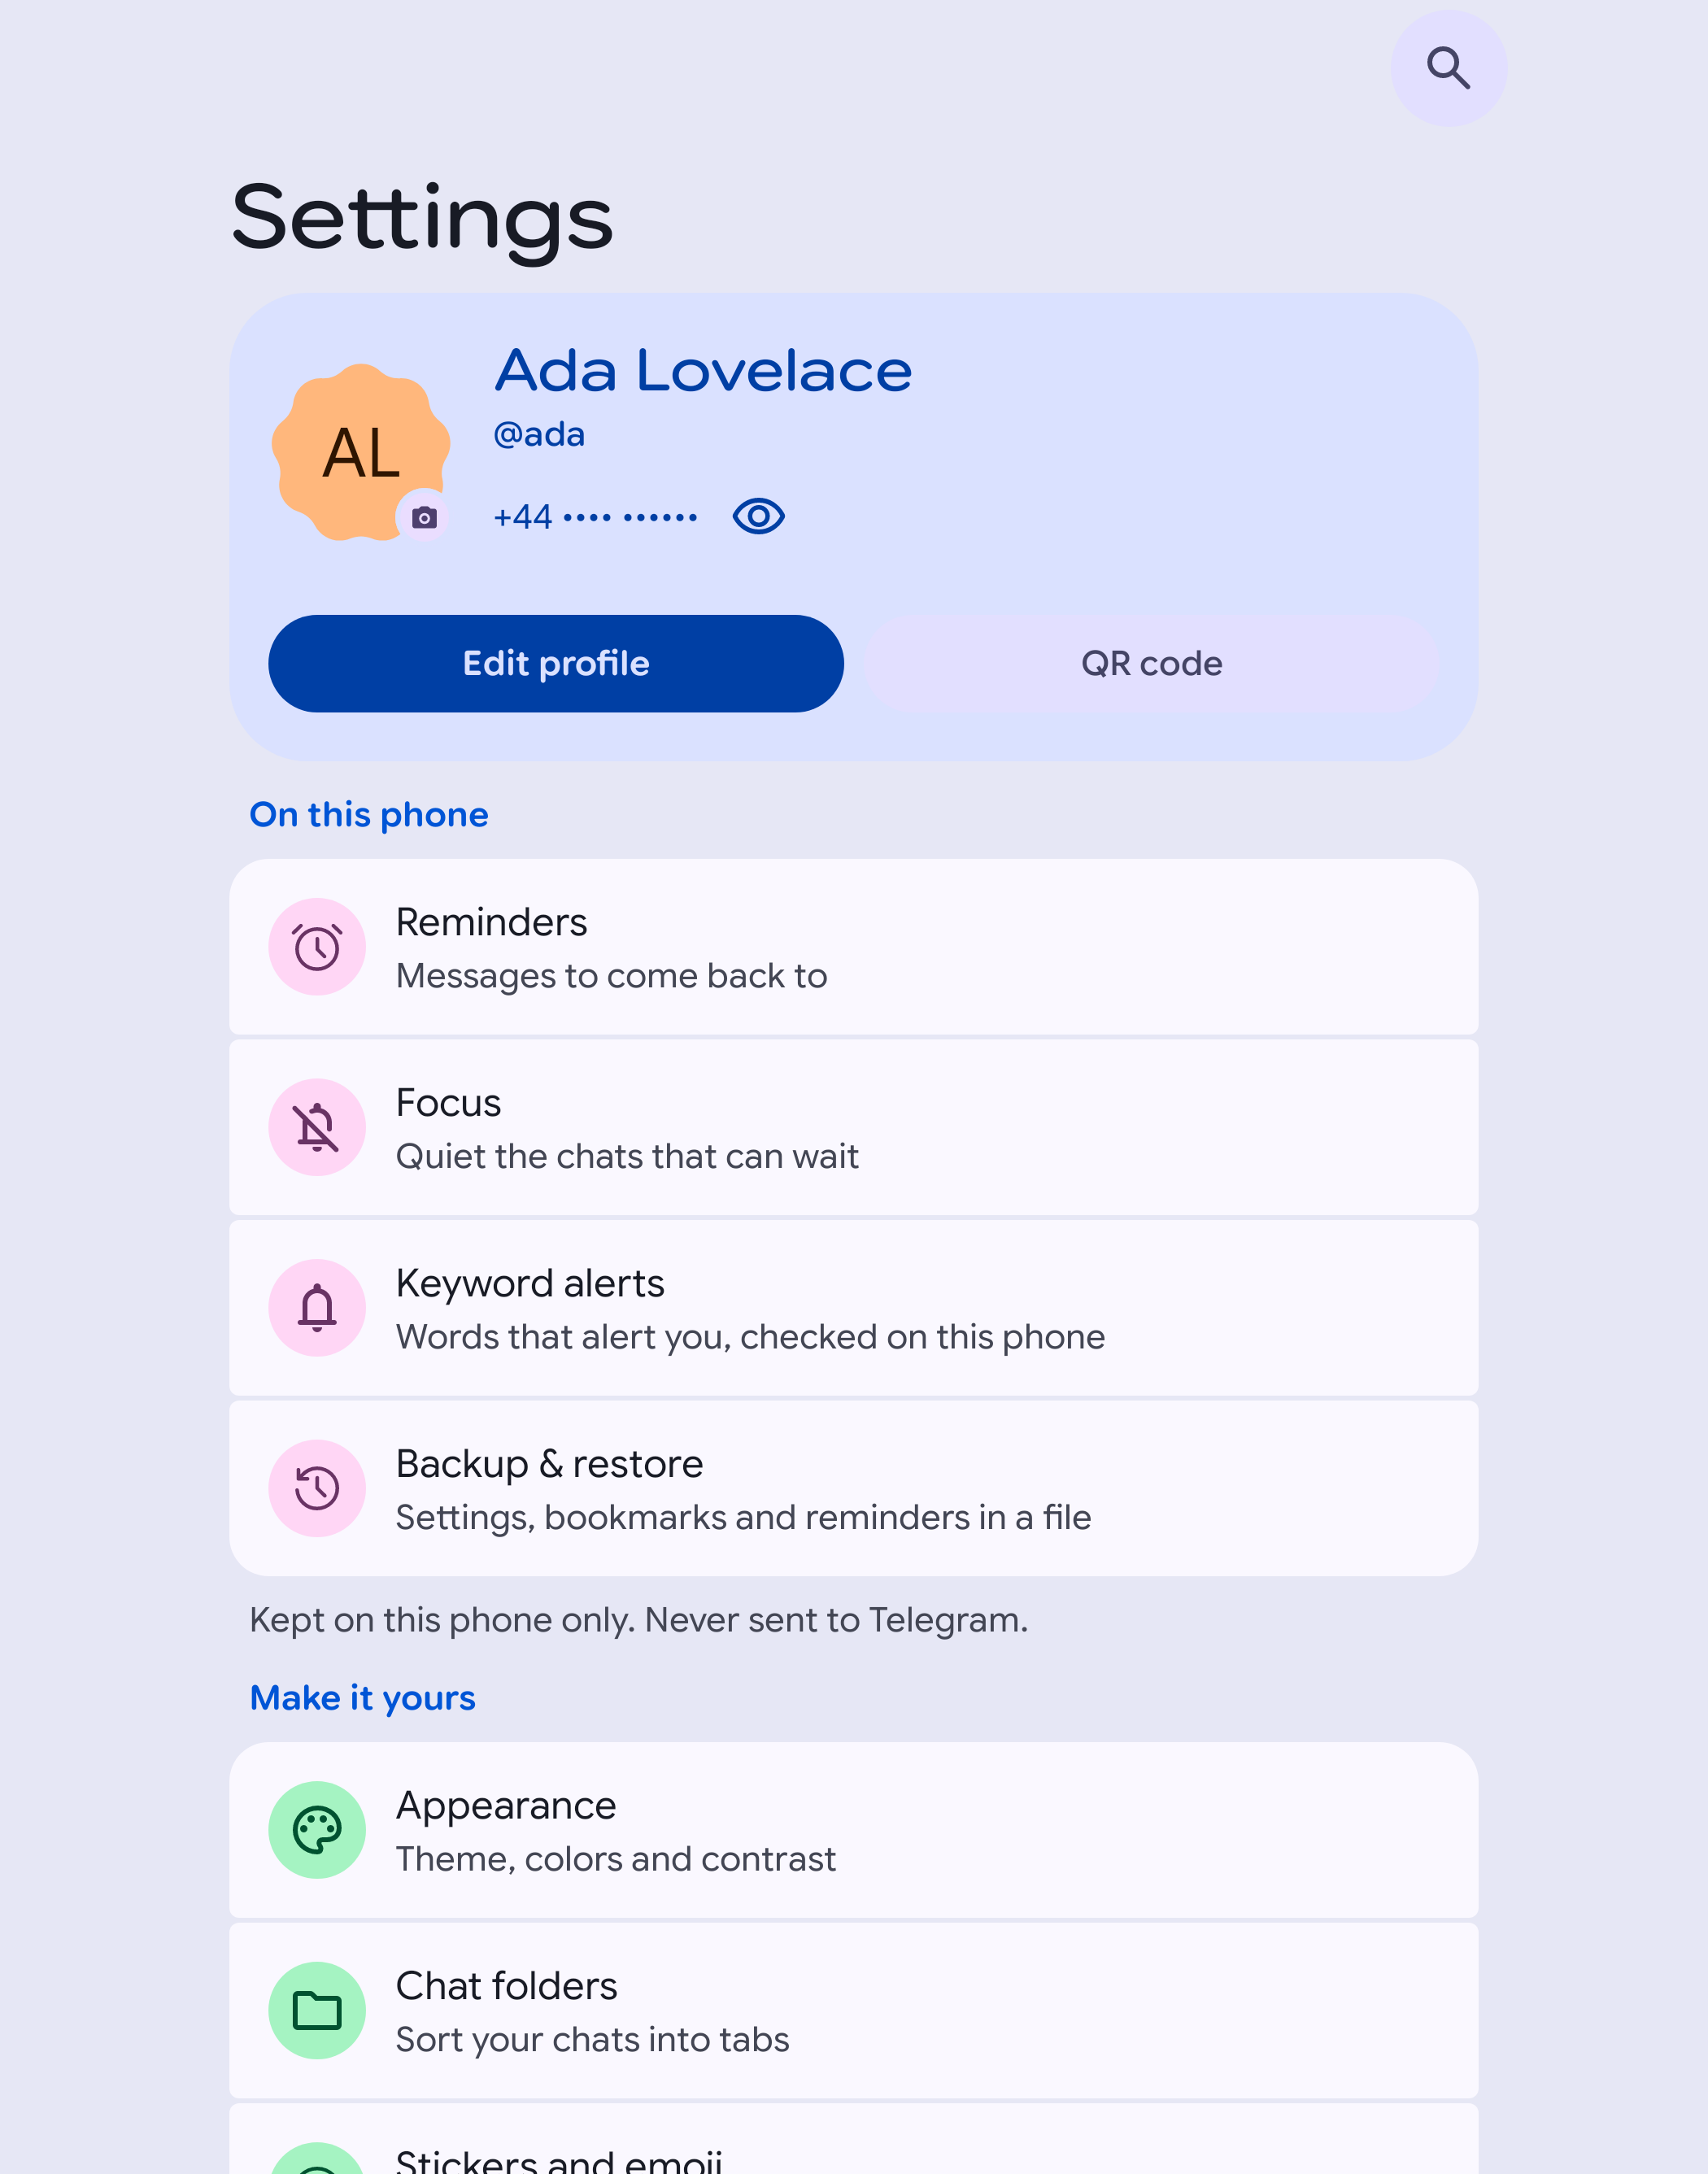 Settings
AL
Ada Lovelace
@ada
+44 •••• ••••••
Edit profile
QR code
On this phone
Reminders
Messages to come back to
Focus
Quiet the chats that can wait
Keyword alerts
Words that alert you, checked on this phone
Backup & restore
Settings, bookmarks and reminders in a file
Kept on this phone only. Never sent to Telegram.
Make it yours
Appearance
Theme, colors and contrast
Chat folders
Sort your chats into tabs
Stickers and emoji